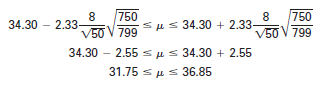 34.30 − 2.33 8/√50 √(750/799) ≤ μ ≤ 34.30 + 2.33 8/√50 √(750/799)
34.30 − 2.55 ≤ μ ≤ 34.30 + 2.55
31.75 ≤ μ ≤ 36.85